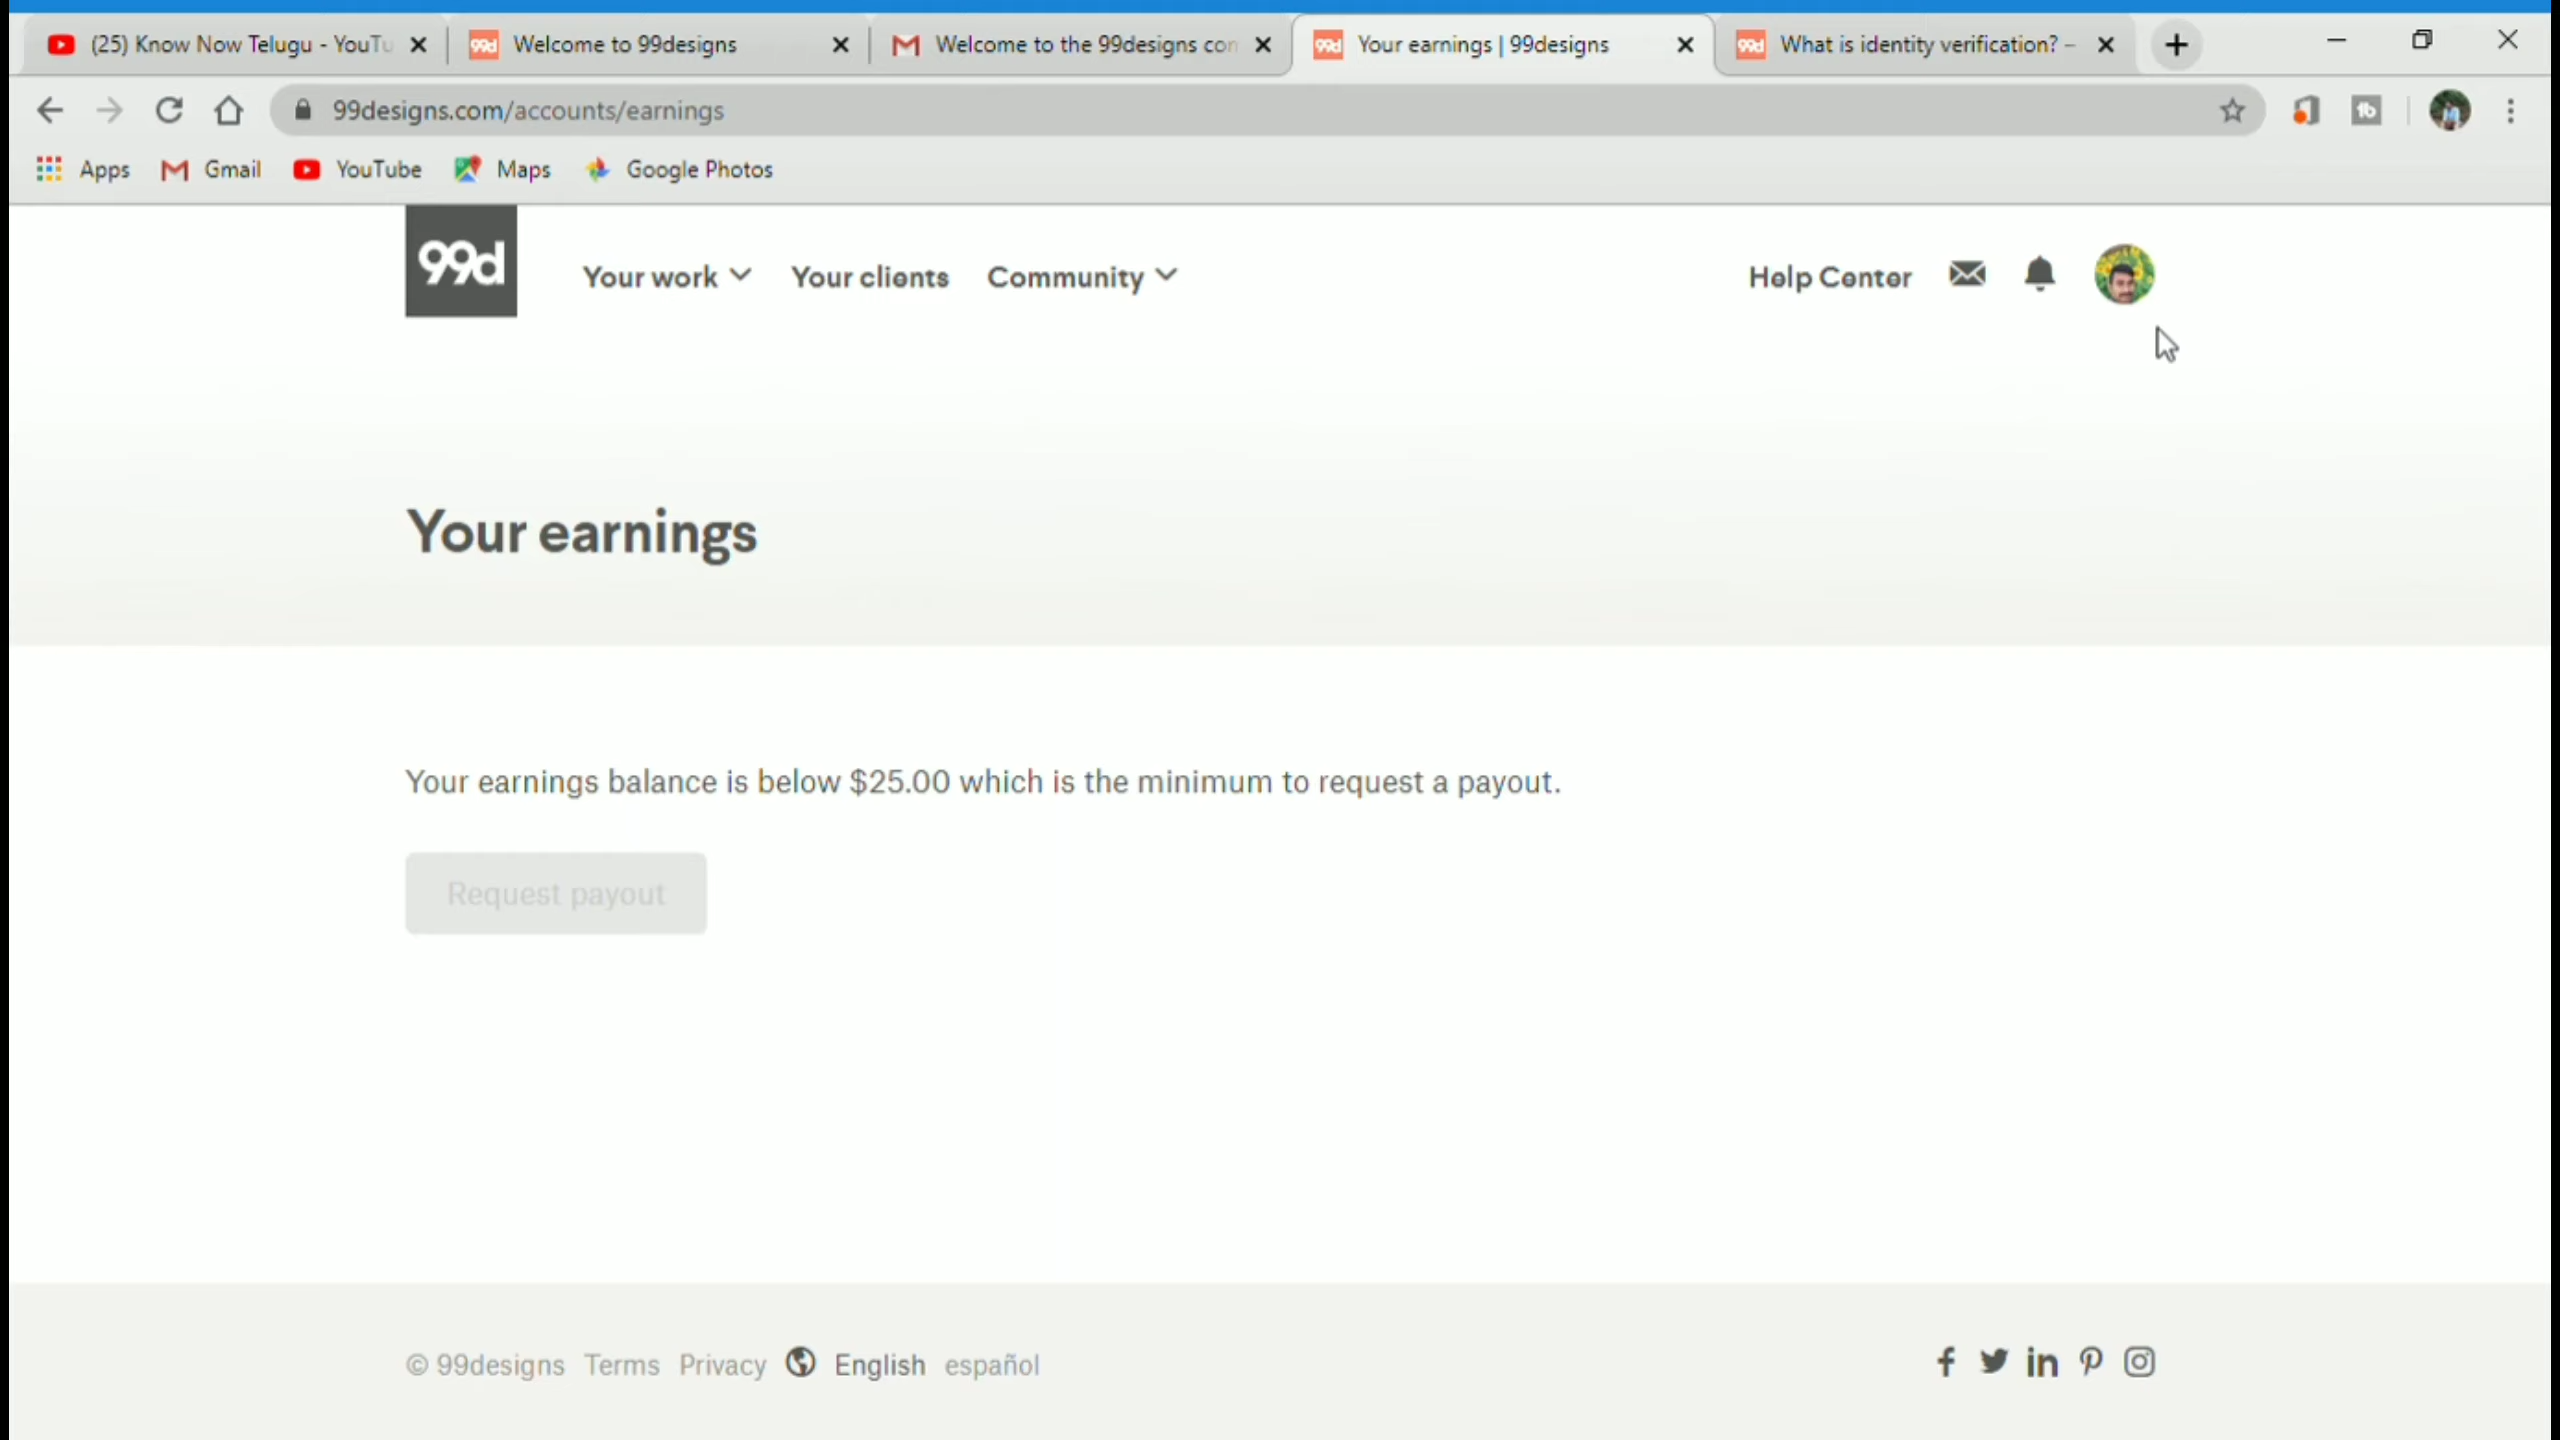 (25) Know Now Telugu - YouTu
Welcome to 99designs
Welcome to the 99designs con
Your earnings | 99designs
What is identity verification? –
99designs.com/accounts/earnings
Apps
Gmail
YouTube
Maps
Google Photos
99d
Your work
Your clients
Community
Help Center
Your earnings
Your earnings balance is below $25.00 which is the minimum to request a payout.
Request payout
© 99designs Terms Privacy English español